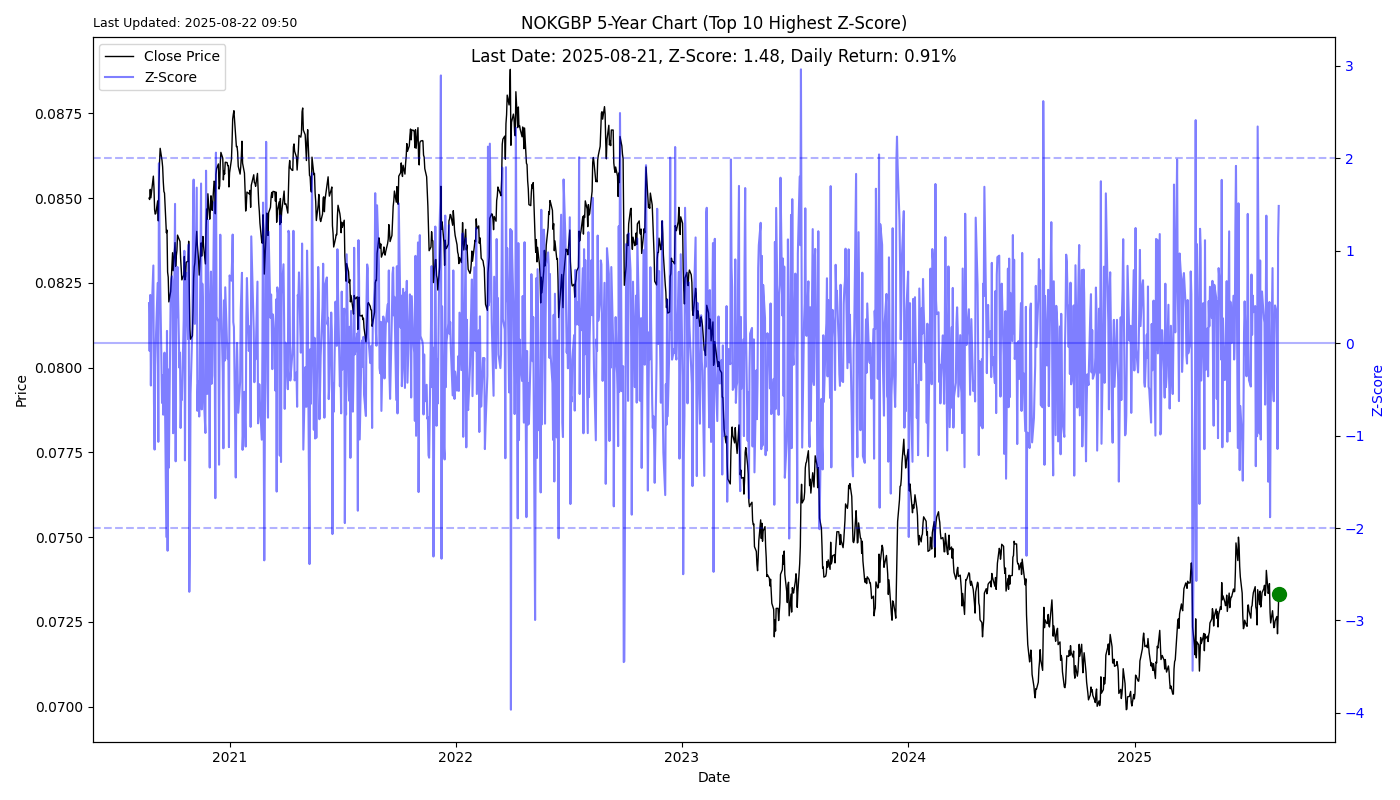 Last Updated: 2025-08-22 09:50
NOKGBP 5-Year Chart (Top 10 Highest Z-Score)
Last Date: 2025-08-21, Z-Score: 1.48, Daily Return: 0.91%
Close Price
Z-Score
Price
0.0875
0.0850
0.0825
0.0800
0.0775
0.0750
0.0725
0.0700
3
2
1
0
−1
−2
−3
−4
Z-Score
2021
2022
2023
2024
2025
Date